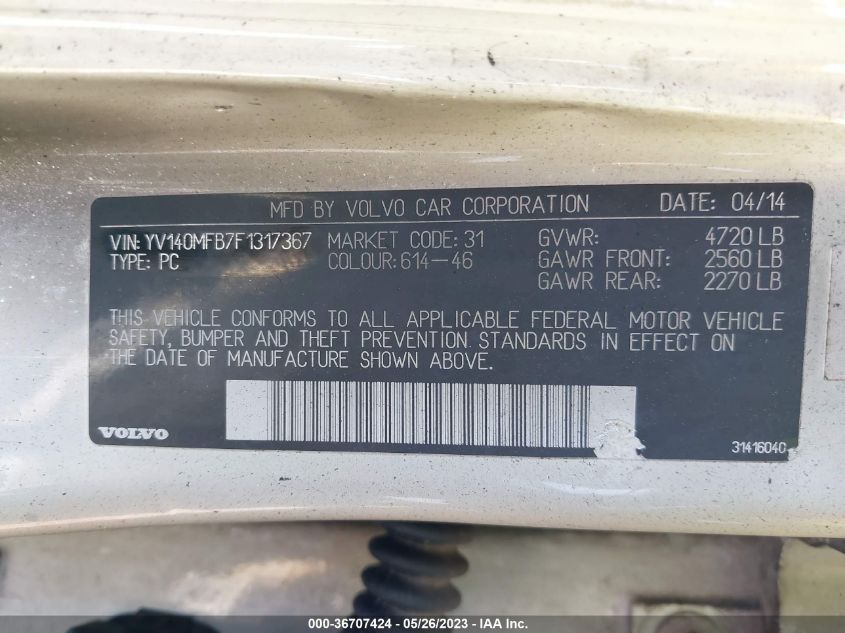 MFD BY VOLVO CAR CORPORATION DATE: 04/14
VIN: YV140MFB7F1317367 MARKET CODE: 31 GVWR: 4720 LB
TYPE: PC COLOUR: 614-46 GAWR FRONT: 2560 LB
GAWR REAR: 2270 LB
THIS VEHICLE CONFORMS TO ALL APPLICABLE FEDERAL MOTOR VEHICLE
SAFETY, BUMPER AND THEFT PREVENTION STANDARDS IN EFFECT ON
THE DATE OF MANUFACTURE SHOWN ABOVE.
VOLVO 31416040
000-36707424 - 05/26/2023 - IAA Inc.